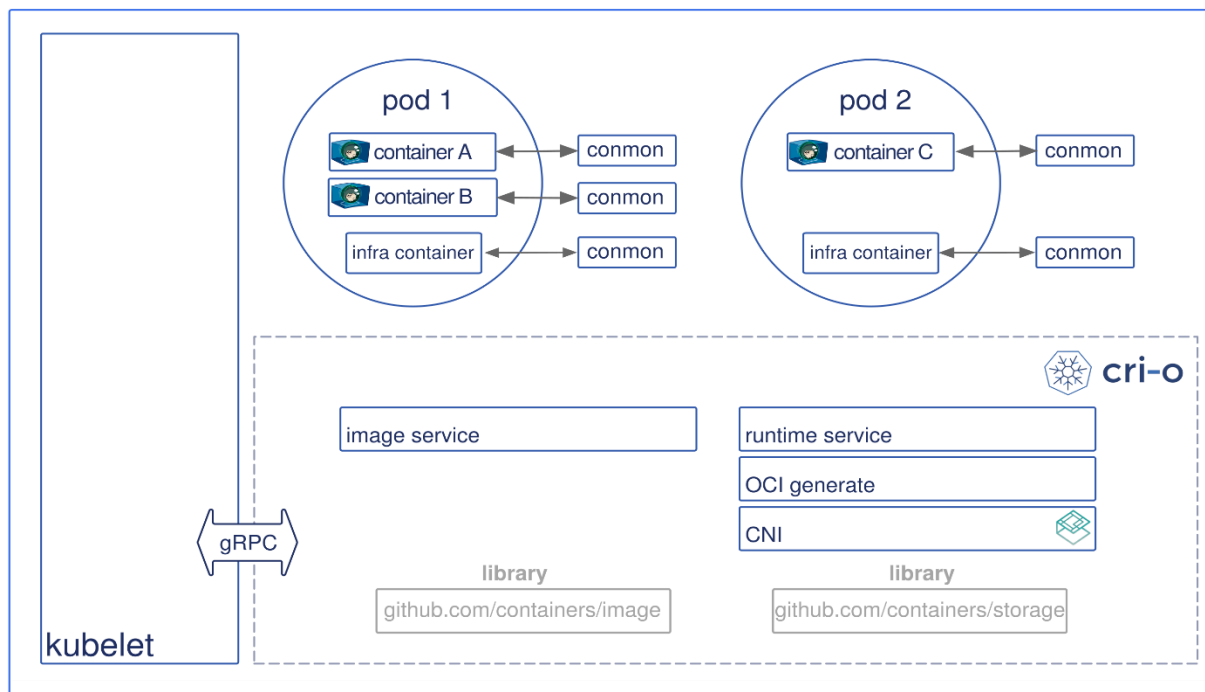 pod 1
container A
conmon
container B
conmon
infra container
conmon
pod 2
container C
conmon
infra container
conmon
cri-o
image service
runtime service
OCI generate
CNI
gRPC
library
github.com/containers/image
library
github.com/containers/storage
kubelet